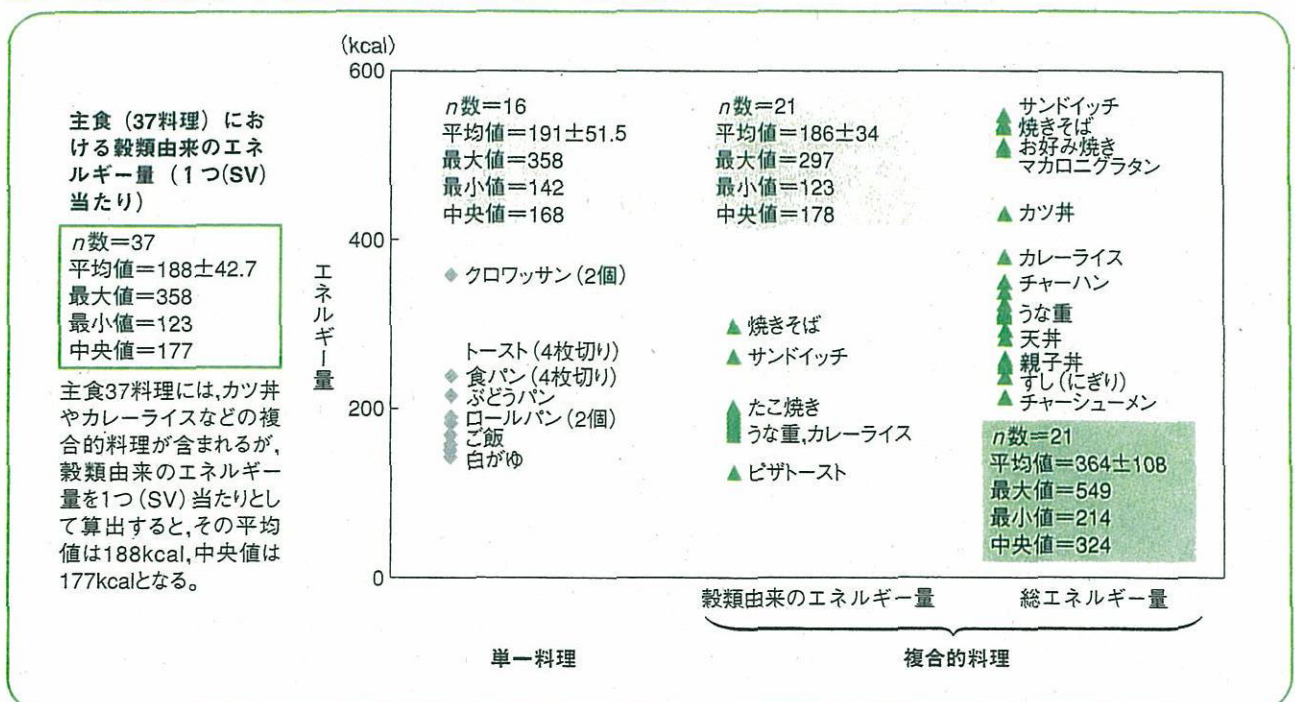 主食（37料理）にお
ける穀類由来のエネ
ルギー量（1つ(SV)
当たり）
n数＝37
平均値＝188±42.7
最大値＝358
最小値＝123
中央値＝177
主食37料理には,カツ丼
やカレーライスなどの複
合的料理が含まれるが,
穀類由来のエネルギー
量を1つ(SV)当たりとし
て算出すると,その平均
値は188kcal,中央値は
177kcalとなる。
(kcal)
600
400
200
0
エネルギー量
n数＝16
平均値＝191±51.5
最大値＝358
最小値＝142
中央値＝168
クロワッサン(2個)
トースト(4枚切り)
食パン(4枚切り)
ぶどうパン
ロールパン(2個)
ご飯
白がゆ
n数＝21
平均値＝186±34
最大値＝297
最小値＝123
中央値＝178
焼きそば
サンドイッチ
たこ焼き
うな重,カレーライス
ピザトースト
サンドイッチ
焼きそば
お好み焼き
マカロニグラタン
カツ丼
カレーライス
チャーハン
うな重
天丼
親子丼
すし(にぎり)
チャーシューメン
n数＝21
平均値＝364±108
最大値＝549
最小値＝214
中央値＝324
穀類由来のエネルギー量
総エネルギー量
単一料理
複合的料理